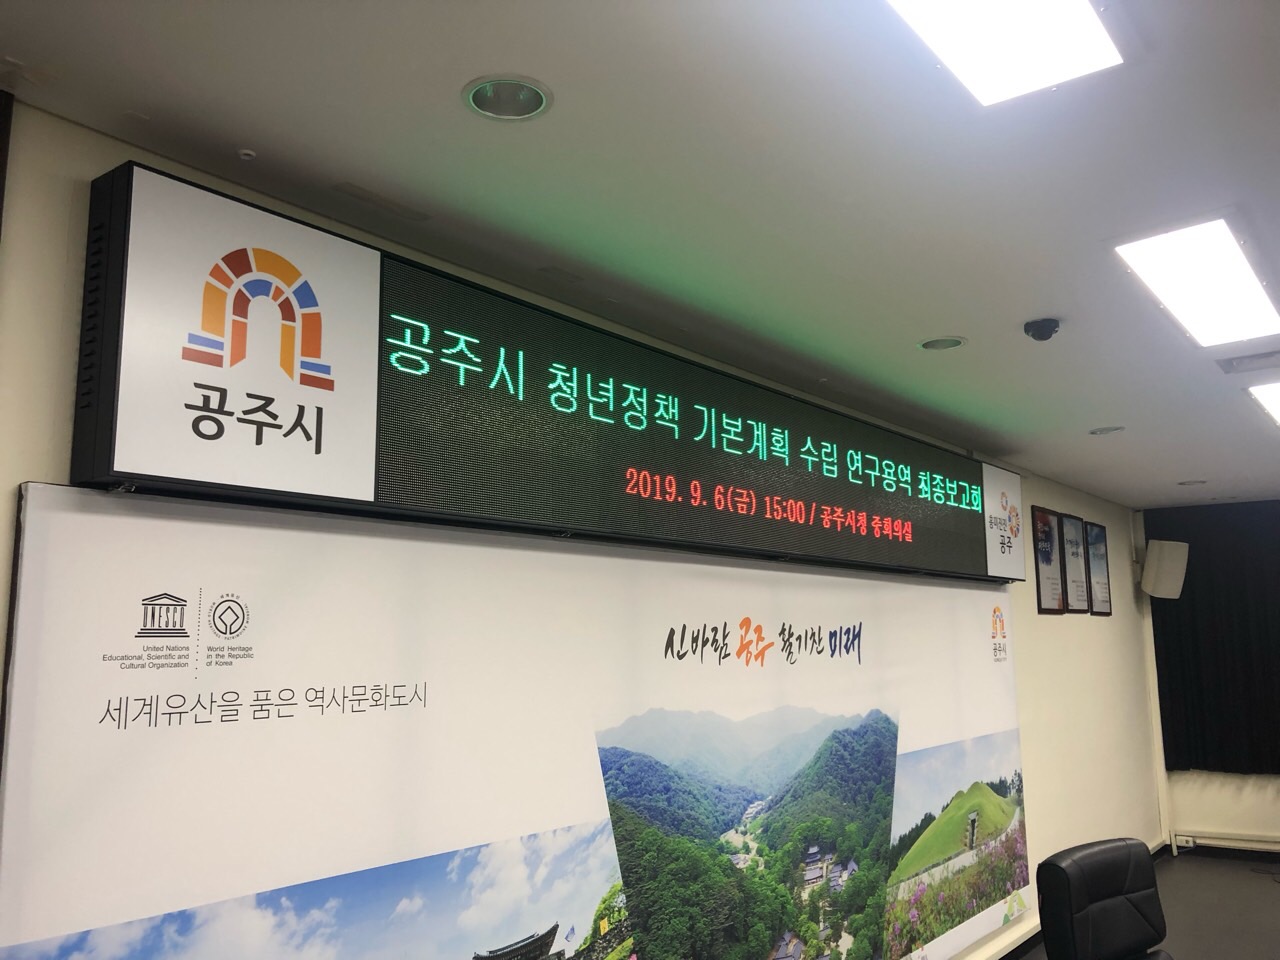 공주시
공주시 청년정책 기본계획 수립 연구용역 최종보고회
2019. 9. 6(금) 15:00 / 공주시청 중회의실
공주
UNESCO
United Nations
Educational, Scientific and
Cultural Organization
World Heritage
in the Republic
of Korea
세계유산을 품은 역사문화도시
신바람 공주 활기찬 미래
공주시